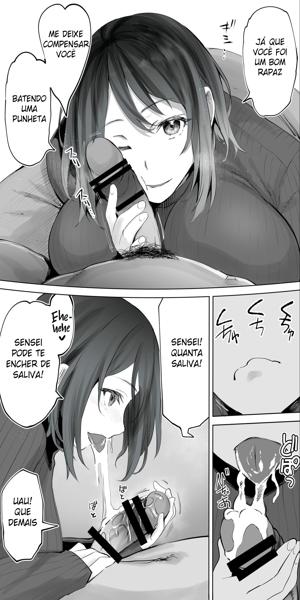 JÁ QUE
VOCÊ FOI
UM BOM
RAPAZ
ME DEIXE
COMPENSAR
VOCÊ
BATENDO
UMA
PUNHETA
SENSEI!
QUANTA
SALIVA!
Ehe-
hehe
SENSEI
PODE TE
ENCHER DE
SALIVA!
UAU!
QUE
DEMAIS